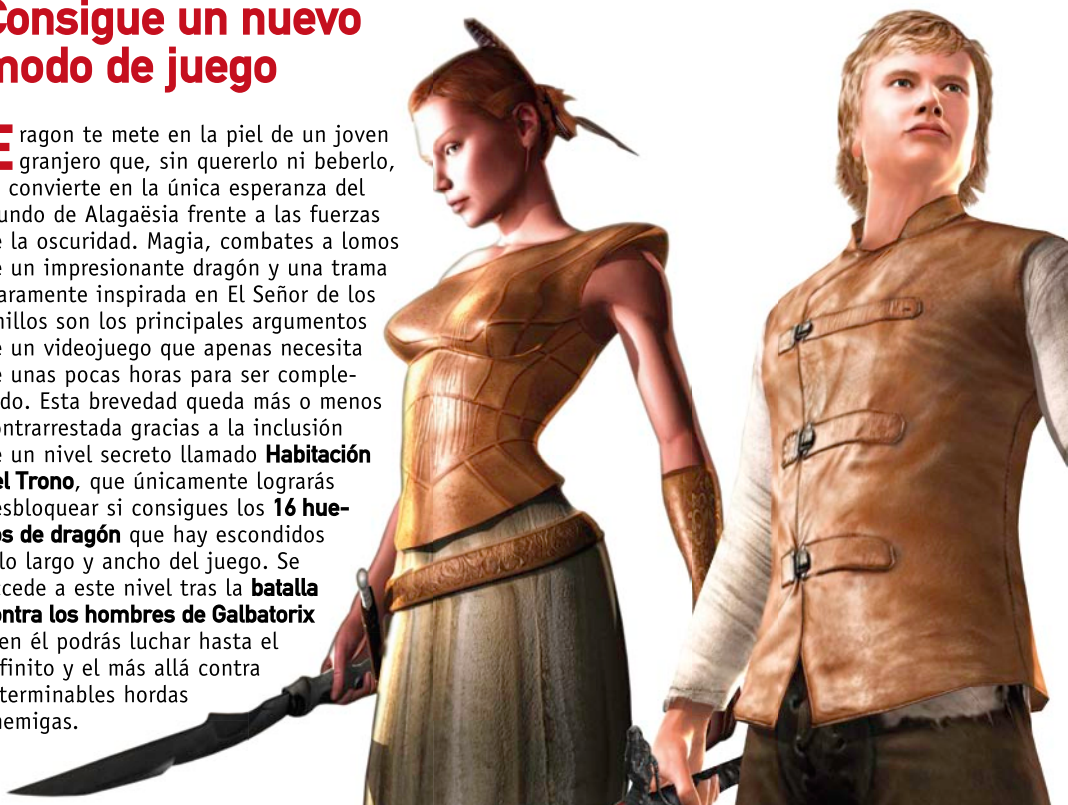 Consigue un nuevo
modo de juego
Eragon te mete en la piel de un joven
granjero que, sin quererlo ni beberlo,
convierte en la única esperanza del
undo de Alagaësia frente a las fuerzas
e la oscuridad. Magia, combates a lomos
e un impresionante dragón y una trama
aramente inspirada en El Señor de los
nillos son los principales argumentos
e un videojuego que apenas necesita
e unas pocas horas para ser comple-
do. Esta brevedad queda más o menos
ontrarrestada gracias a la inclusión
e un nivel secreto llamado Habitación
el Trono, que únicamente lograrás
esbloquear si consigues los 16 hue-
os de dragón que hay escondidos
lo largo y ancho del juego. Se
ccede a este nivel tras la batalla
ontra los hombres de Galbatorix
en él podrás luchar hasta el
finito y el más allá contra
terminables hordas
nemigas.